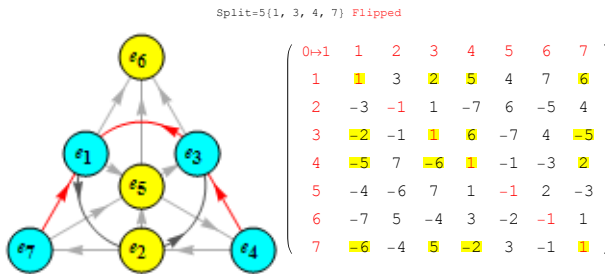 Split=5{1, 3, 4, 7} Flipped
e6
e1
e3
e5
e7
e2
e4
0↦1 1 2 3 4 5 6 7
1 1 3 2 5 4 7 6
2 −3 −1 1 −7 6 −5 4
3 −2 −1 1 6 −7 4 −5
4 −5 7 −6 1 −1 −3 2
5 −4 −6 7 1 −1 2 −3
6 −7 5 −4 3 −2 −1 1
7 −6 −4 5 −2 3 −1 1